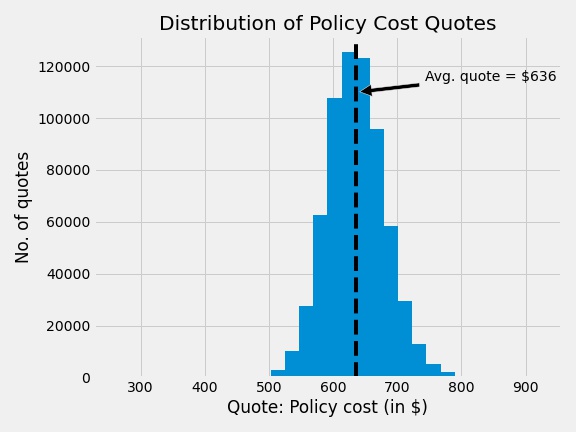 Distribution of Policy Cost Quotes
120000
Avg. quote = $636
100000
80000
60000
40000
20000
0
No. of quotes
300 400 500 600 700 800 900
Quote: Policy cost (in $)